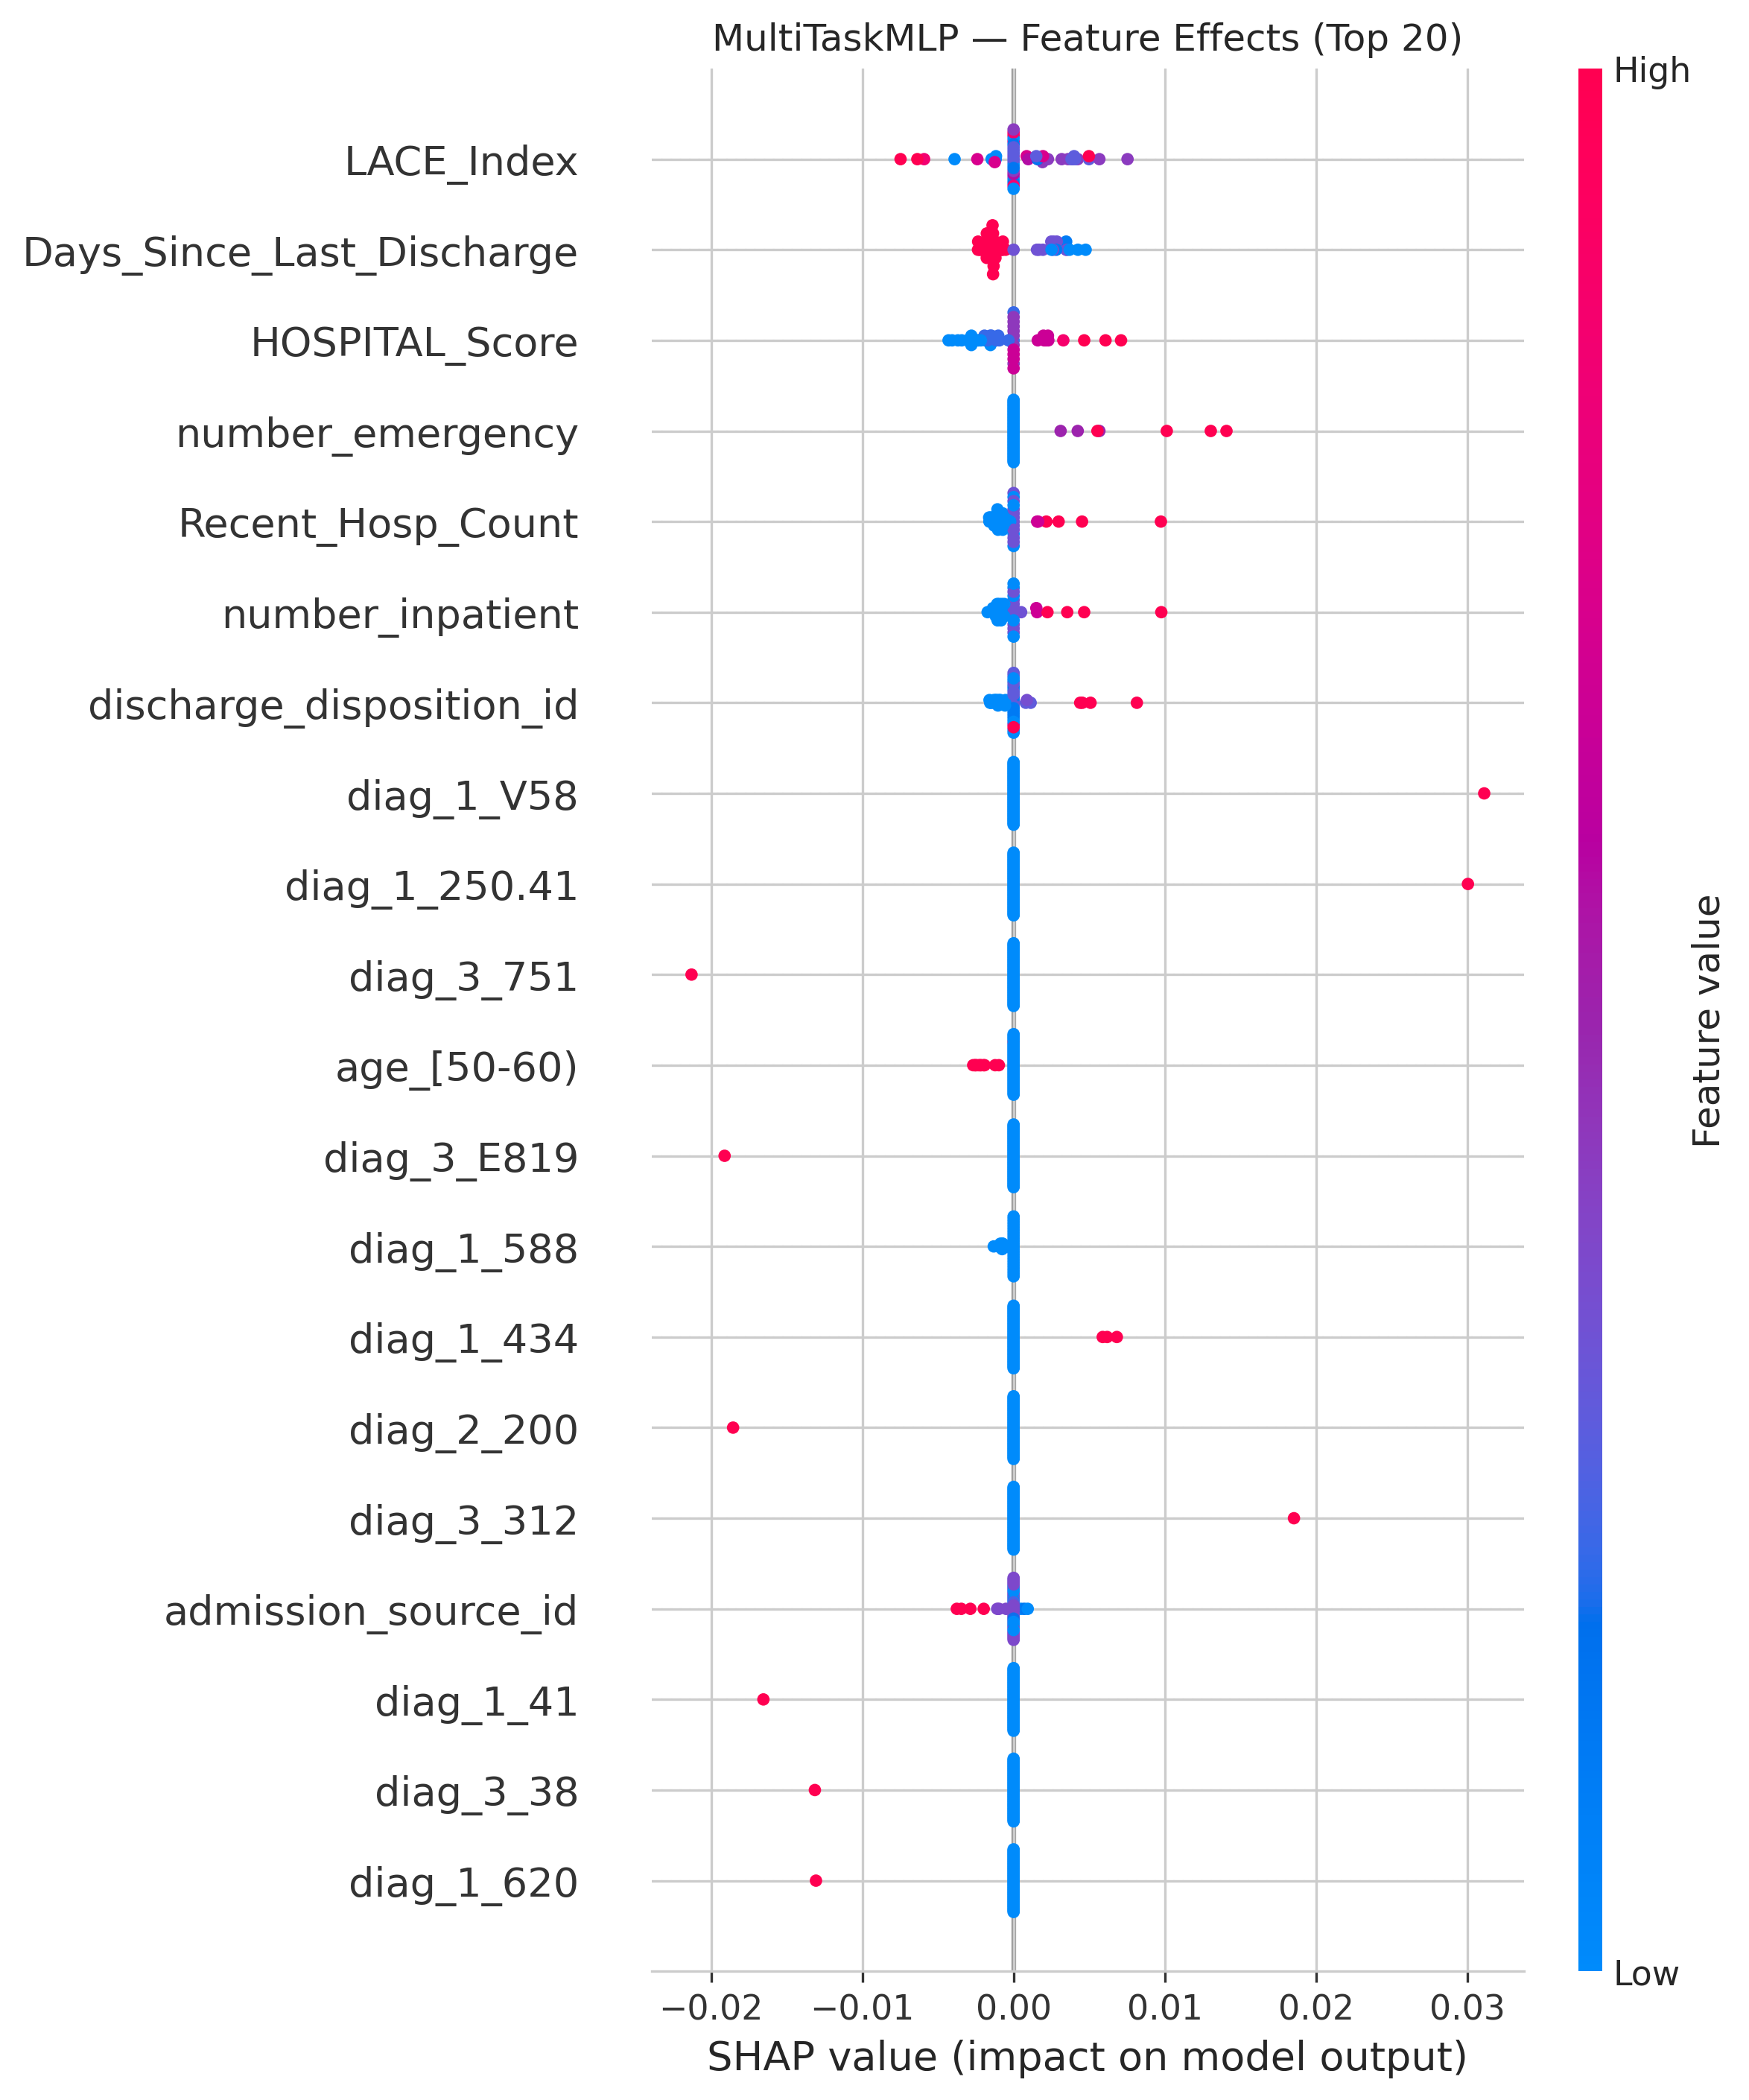 MultiTaskMLP — Feature Effects (Top 20)
High
LACE_Index
Days_Since_Last_Discharge
HOSPITAL_Score
number_emergency
Recent_Hosp_Count
number_inpatient
discharge_disposition_id
diag_1_V58
diag_1_250.41
diag_3_751
age_[50-60)
diag_3_E819
diag_1_588
diag_1_434
diag_2_200
diag_3_312
admission_source_id
diag_1_41
diag_3_38
diag_1_620
Feature value
Low
−0.02 −0.01 0.00 0.01 0.02 0.03
SHAP value (impact on model output)